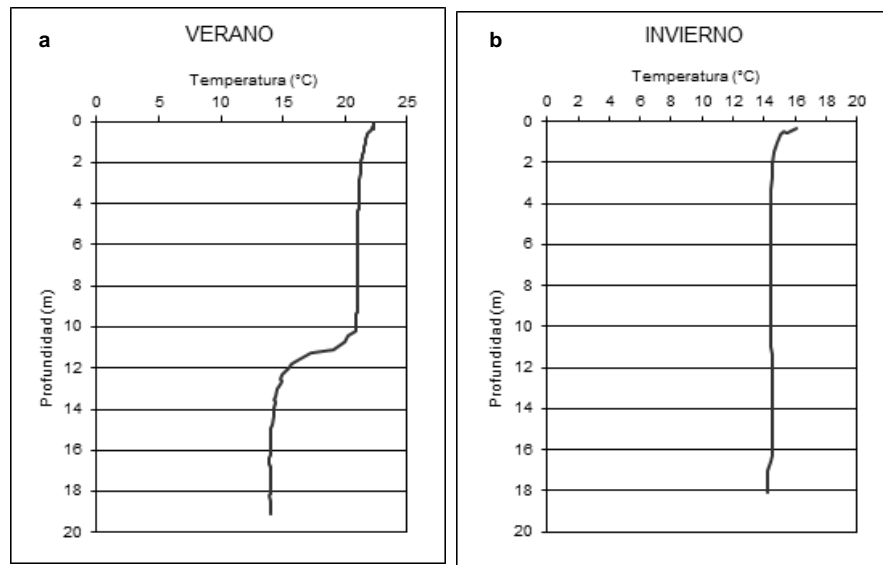 a
VERANO
Temperatura (°C)
0 5 10 15 20 25
0
2
4
6
8
10
12
14
16
18
20
Profundidad (m)
b
INVIERNO
Temperatura (°C)
0 2 4 6 8 10 12 14 16 18 20
0
2
4
6
8
10
12
14
16
18
20
Profundidad (m)